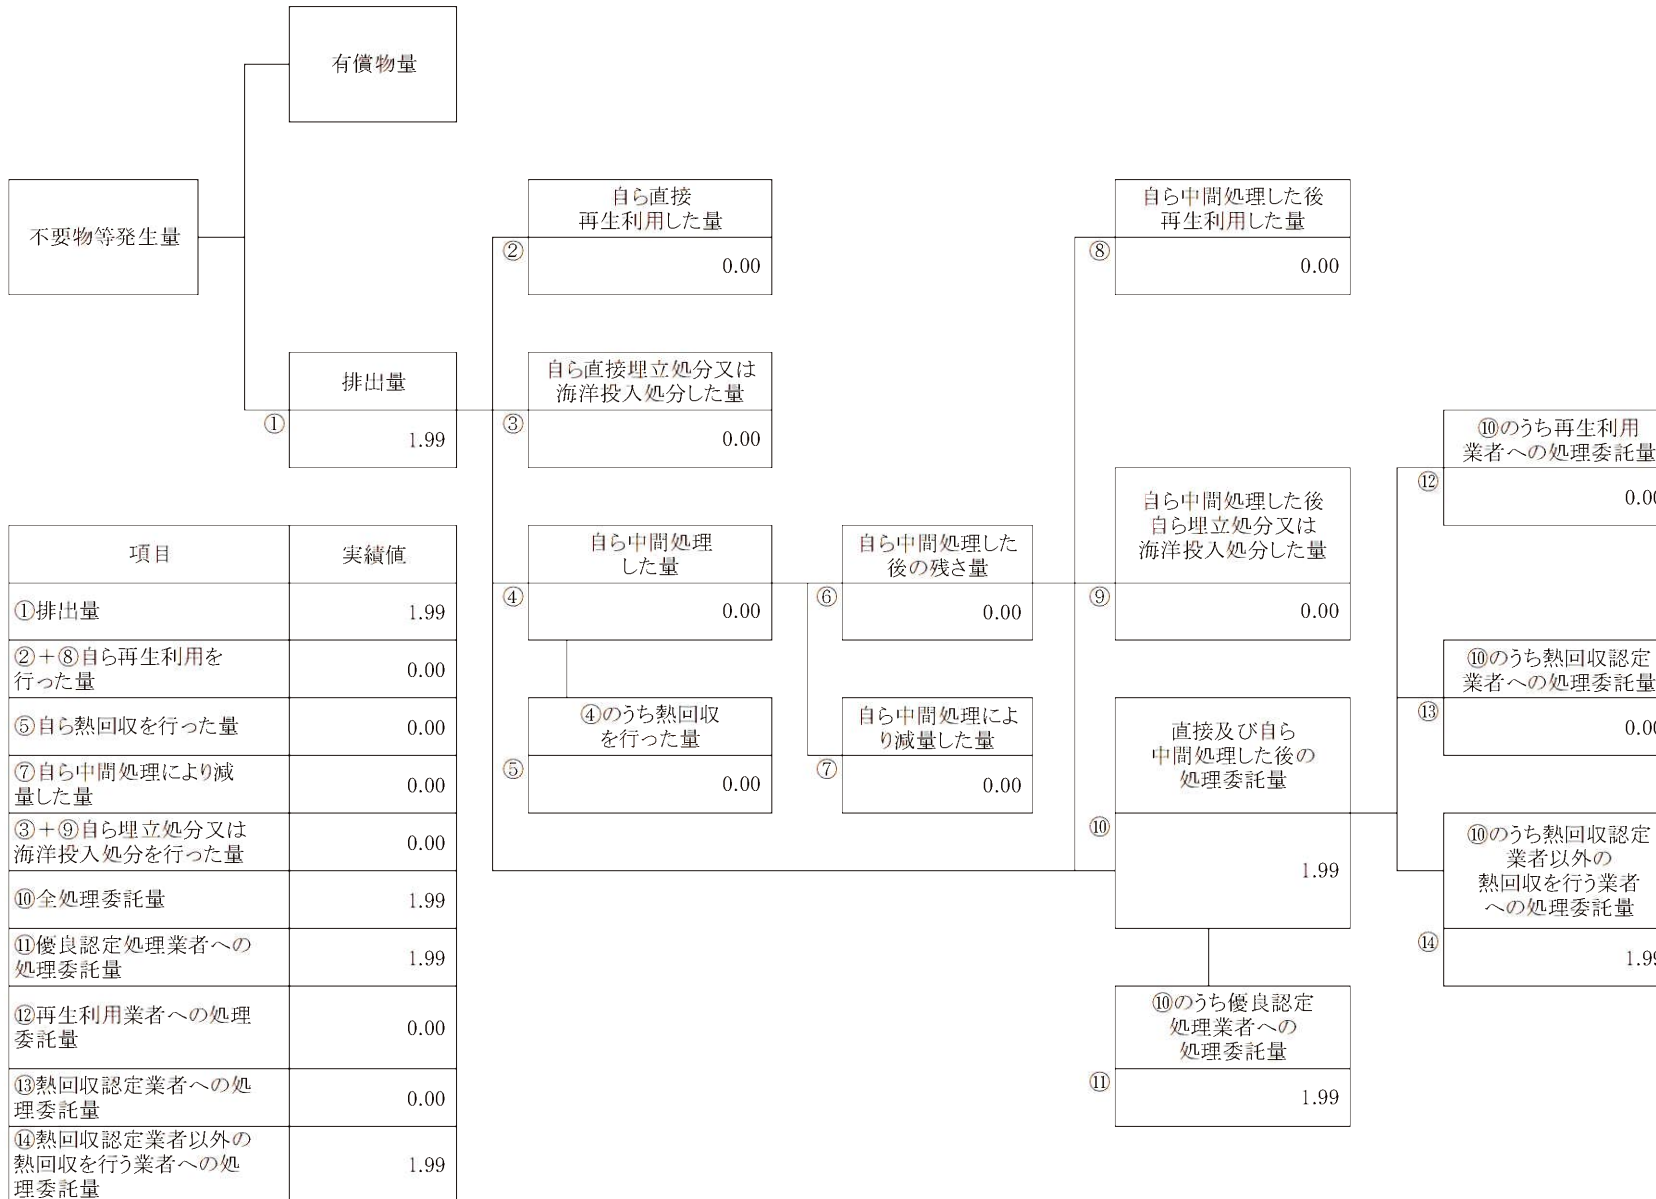 有償物量
不要物等発生量
自ら直接
再生利用した量
②
0.00
自ら中間処理した後
再生利用した量
⑧
0.00
排出量
①
1.99
自ら直接埋立処分又は
海洋投入処分した量
③
0.00
⑩のうち再生利用
業者への処理委託量
⑫
0.00
自ら中間処理した後
自ら埋立処分又は
海洋投入処分した量
⑨
0.00
自ら中間処理
した量
④
0.00
自ら中間処理した
後の残さ量
⑥
0.00
⑩のうち熱回収認定
業者への処理委託量
⑬
0.00
④のうち熱回収
を行った量
⑤
0.00
自ら中間処理によ
り減量した量
⑦
0.00
直接及び自ら
中間処理した後の
処理委託量
⑩
1.99
⑩のうち熱回収認定
業者以外の
熱回収を行う業者
への処理委託量
⑭
1.99
⑩のうち優良認定
処理業者への
処理委託量
⑪
1.99
項目 実績値
①排出量 1.99
②＋⑧自ら再生利用を
行った量 0.00
⑤自ら熱回収を行った量 0.00
⑦自ら中間処理により減
量した量 0.00
③＋⑨自ら埋立処分又は
海洋投入処分を行った量 0.00
⑩全処理委託量 1.99
⑪優良認定処理業者への
処理委託量 1.99
⑫再生利用業者への処理
委託量 0.00
⑬熱回収認定業者への処
理委託量 0.00
⑭熱回収認定業者以外の
熱回収を行う業者への処
理委託量 1.99